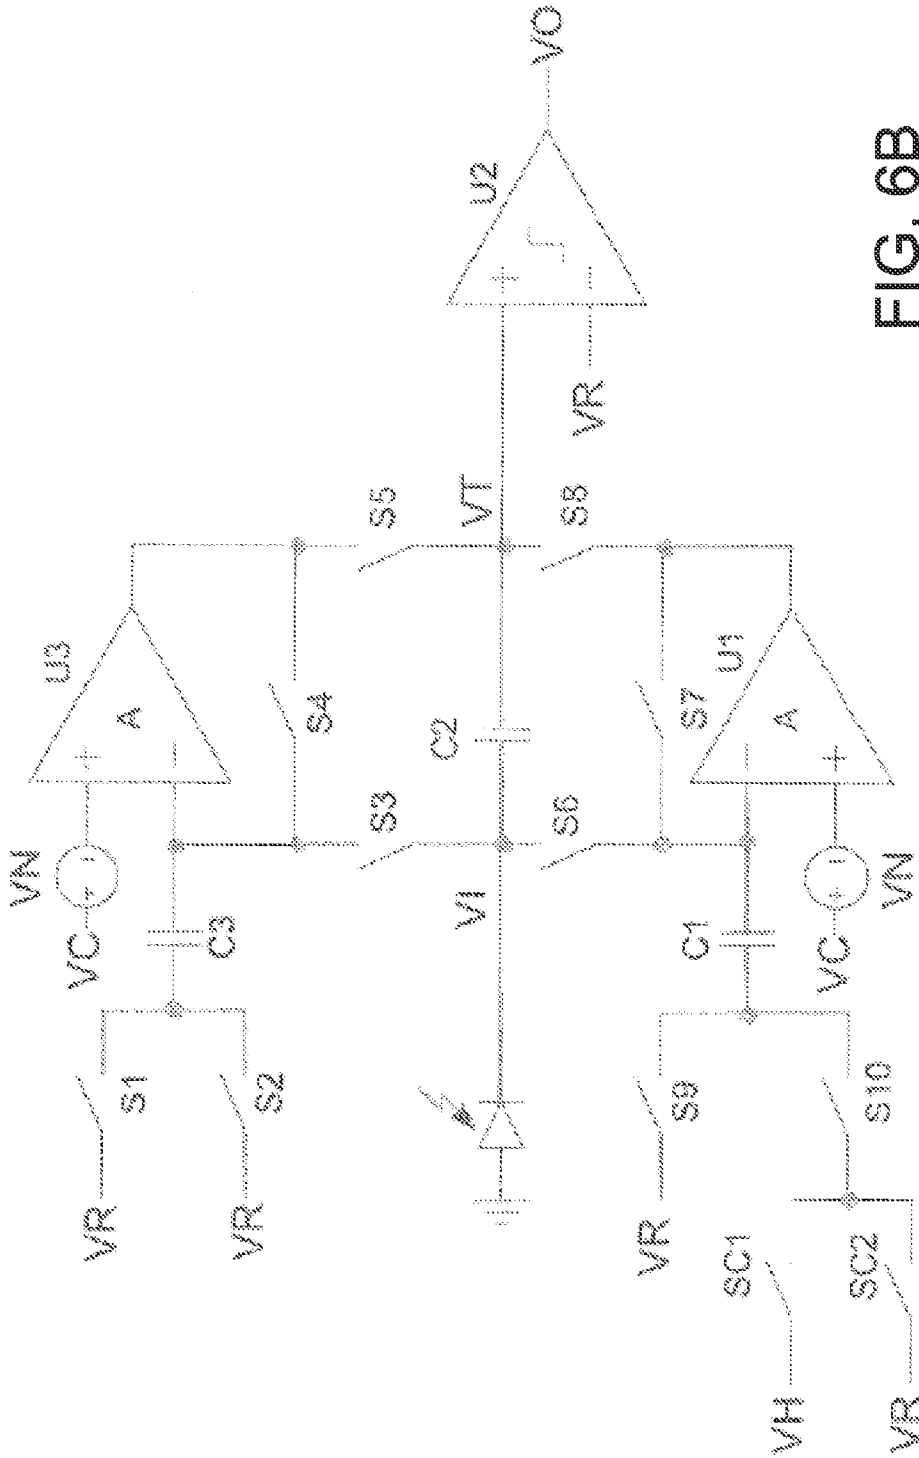 VN
VC
+
-
+
-
A
U3
C3
VR
S1
VR
S2
S4
S3
S5
VI
C2
VT
+
-
U2
VO
VR
S6
S8
S7
VR
S9
C1
-
+
A
U1
VC
+
-
VN
S10
VH
SC1
VR
SC2
FIG. 6B